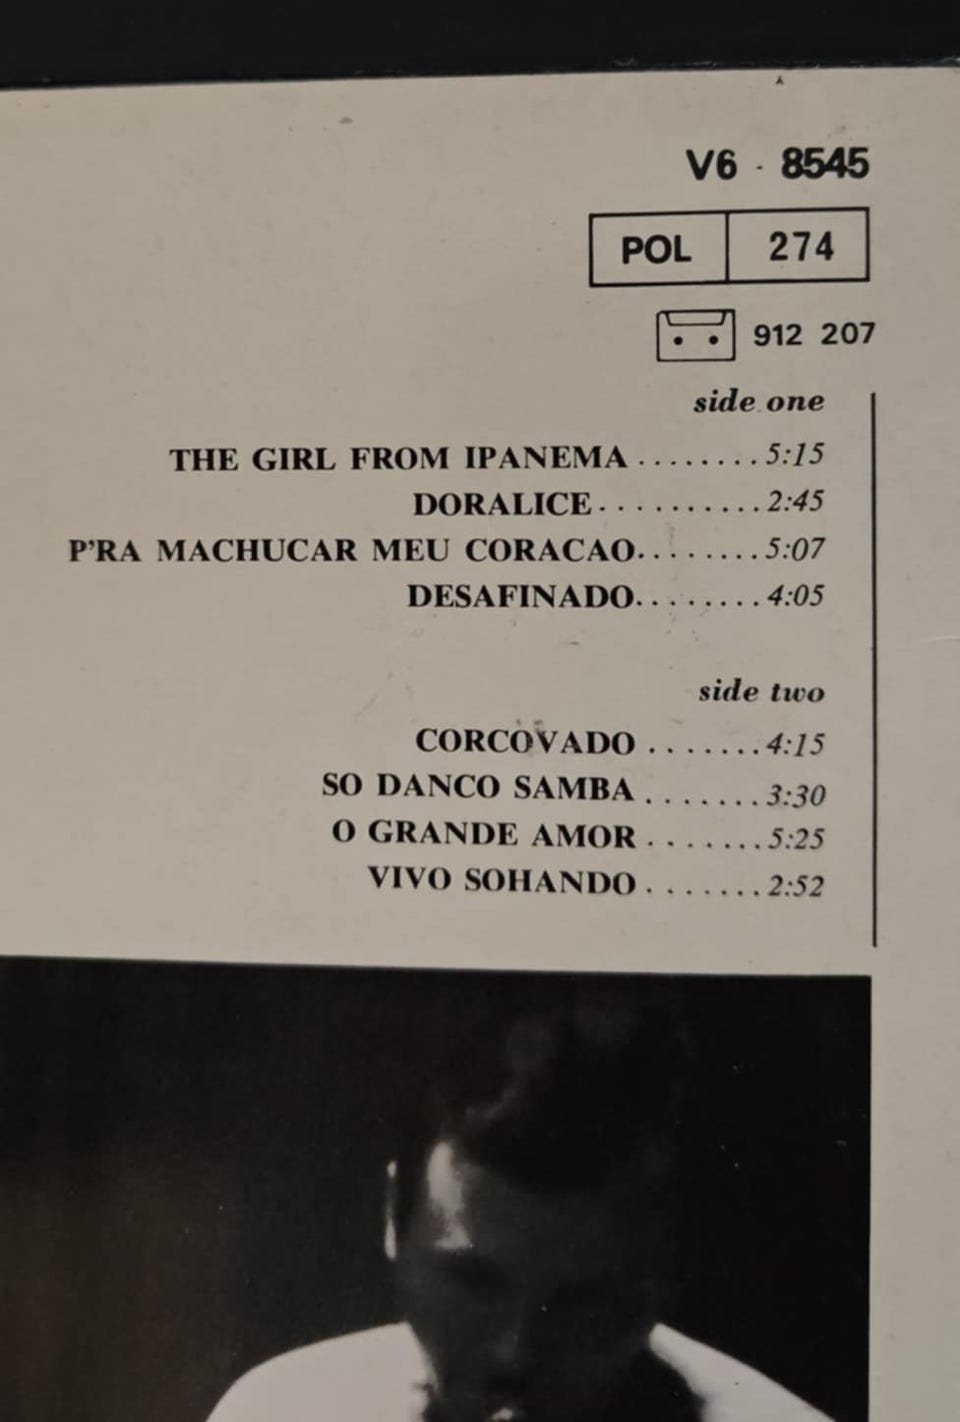 V6 - 8545
POL 274
912 207
side one
THE GIRL FROM IPANEMA ........ 5:15
DORALICE .......... 2:45
P'RA MACHUCAR MEU CORACAO ........ 5:07
DESAFINADO ........ 4:05
side two
CORCOVADO ....... 4:15
SO DANCO SAMBA ....... 3:30
O GRANDE AMOR ....... 5:25
VIVO SOHANDO ....... 2:52